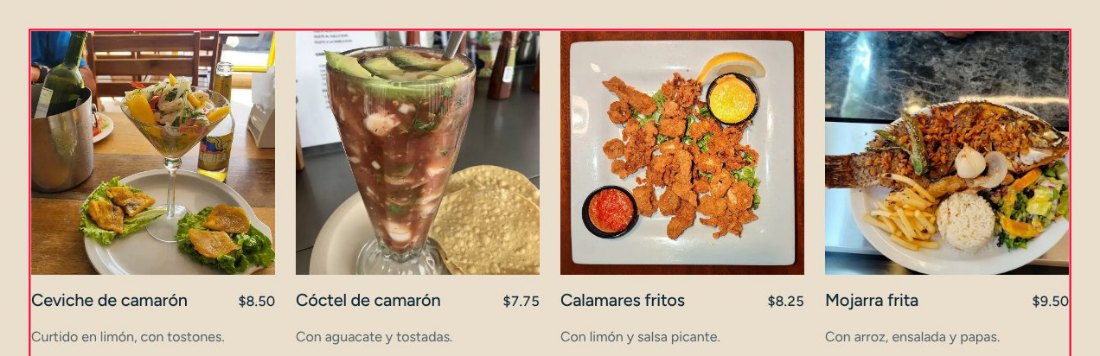 Ceviche de camarón $8.50
Curtido en limón, con tostones.
Cóctel de camarón $7.75
Con aguacate y tostadas.
Calamares fritos $8.25
Con limón y salsa picante.
Mojarra frita $9.50
Con arroz, ensalada y papas.